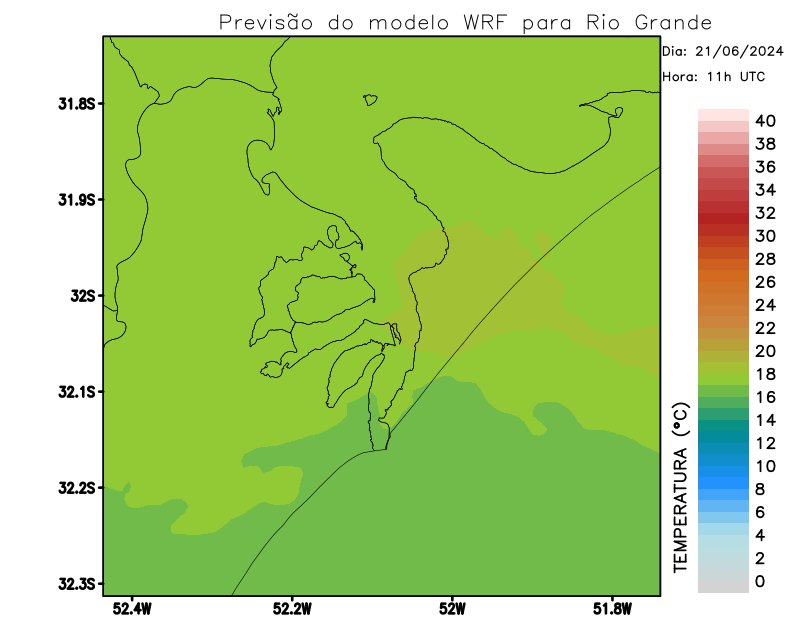 Previsão do modelo WRF para Rio Grande
Dia: 21/06/2024
Hora: 11h UTC
31.8S
31.9S
32S
32.1S
32.2S
32.3S
52.4W
52.2W
52W
51.8W
TEMPERATURA (°C)
40
38
36
34
32
30
28
26
24
22
20
18
16
14
12
10
8
6
4
2
0